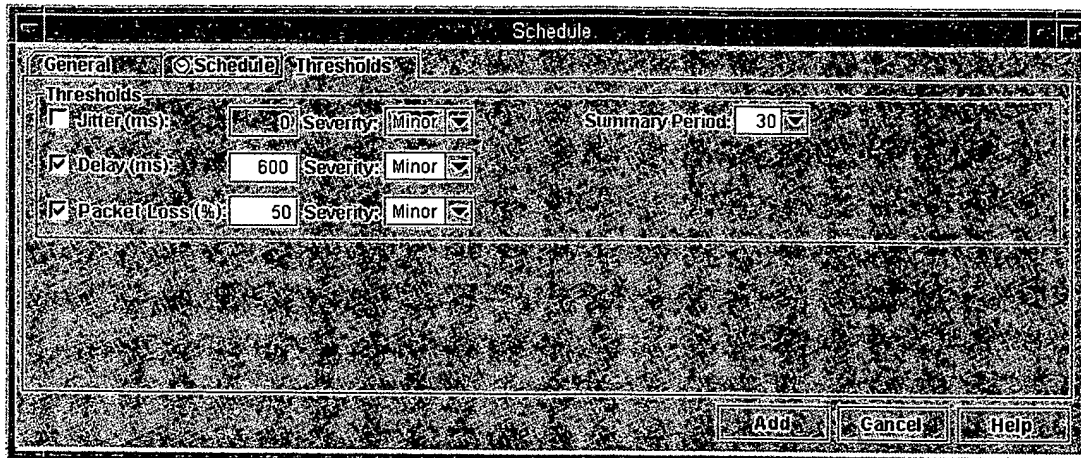 Schedule
General Schedule Thresholds
Thresholds
Jitter (ms): 0 Severity: Minor Summary Period: 30
Delay (ms): 600 Severity: Minor
Packet Loss (%): 50 Severity: Minor
Add Cancel Help